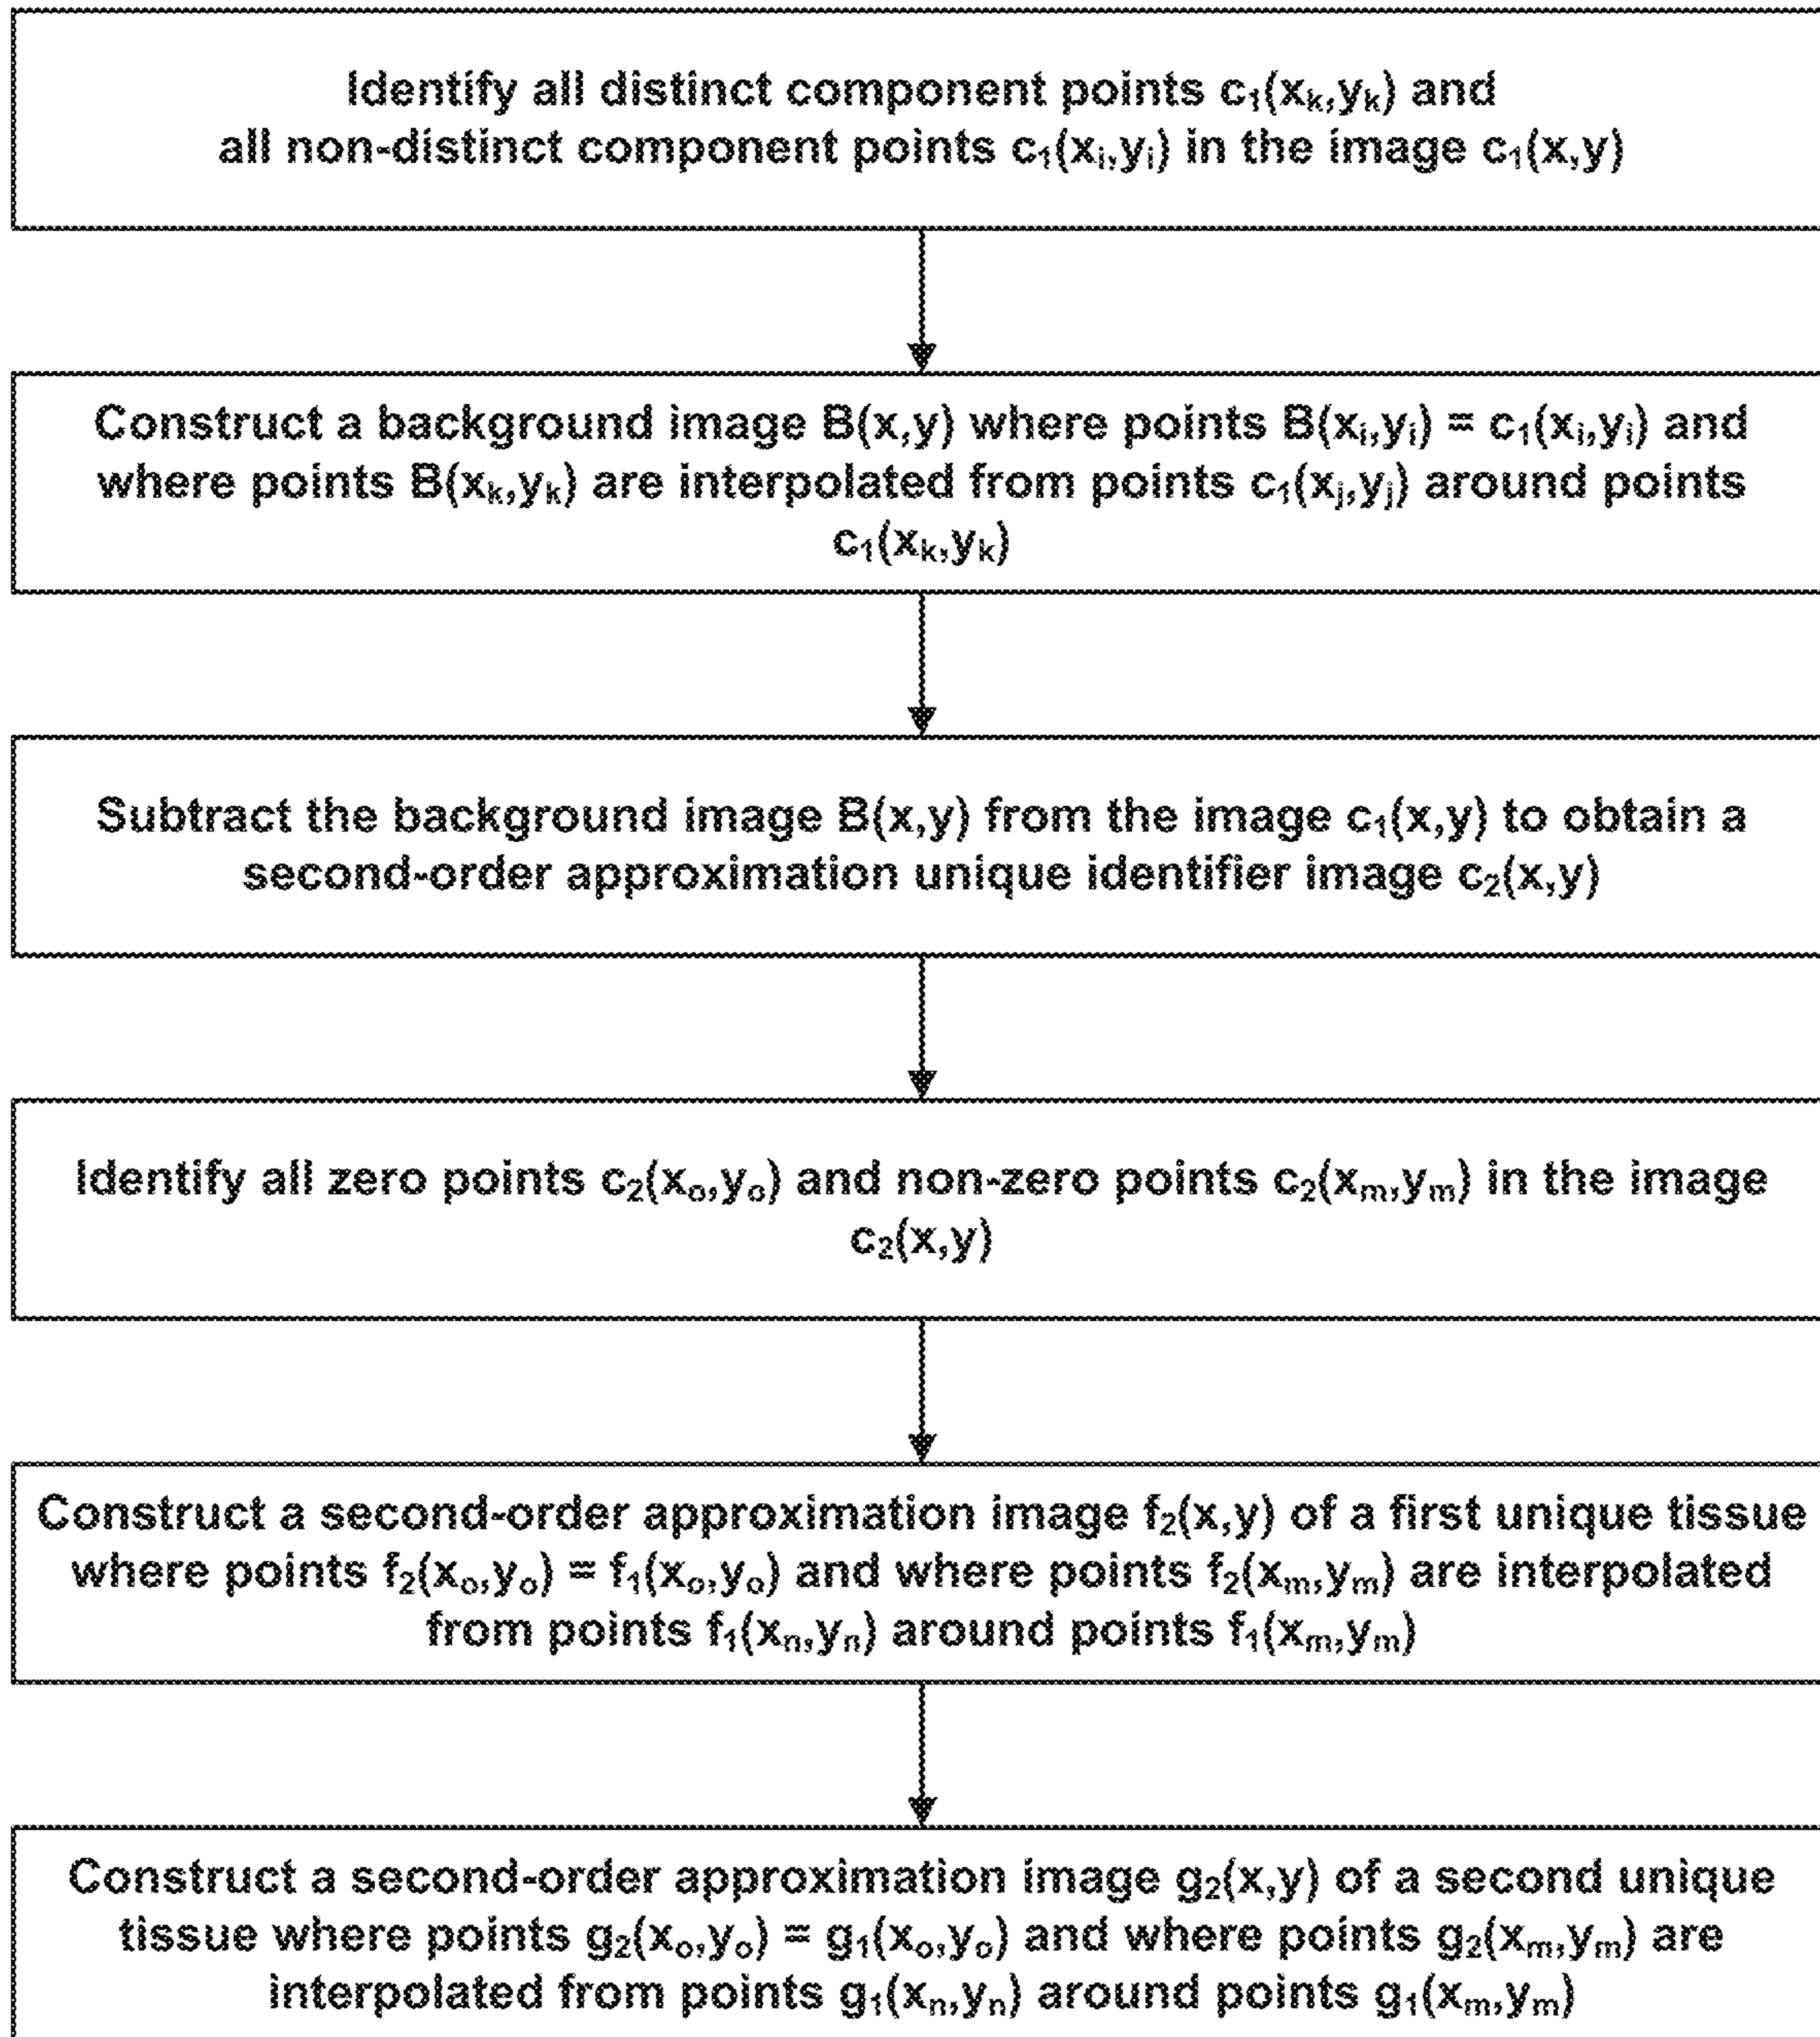 Identify all distinct component points c₁(xₖ,yₖ) and
all non-distinct component points c₁(xᵢ,yᵢ) in the image c₁(x,y)
Construct a background image B(x,y) where points B(xᵢ,yᵢ) = c₁(xᵢ,yᵢ) and
where points B(xₖ,yₖ) are interpolated from points c₁(xⱼ,yⱼ) around points
c₁(xₖ,yₖ)
Subtract the background image B(x,y) from the image c₁(x,y) to obtain a
second-order approximation unique identifier image c₂(x,y)
Identify all zero points c₂(xₒ,yₒ) and non-zero points c₂(xₘ,yₘ) in the image
c₂(x,y)
Construct a second-order approximation image f₂(x,y) of a first unique tissue
where points f₂(xₒ,yₒ) = f₁(xₒ,yₒ) and where points f₂(xₘ,yₘ) are interpolated
from points f₁(xₙ,yₙ) around points f₁(xₘ,yₘ)
Construct a second-order approximation image g₂(x,y) of a second unique
tissue where points g₂(xₒ,yₒ) = g₁(xₒ,yₒ) and where points g₂(xₘ,yₘ) are
interpolated from points g₁(xₙ,yₙ) around points g₁(xₘ,yₘ)